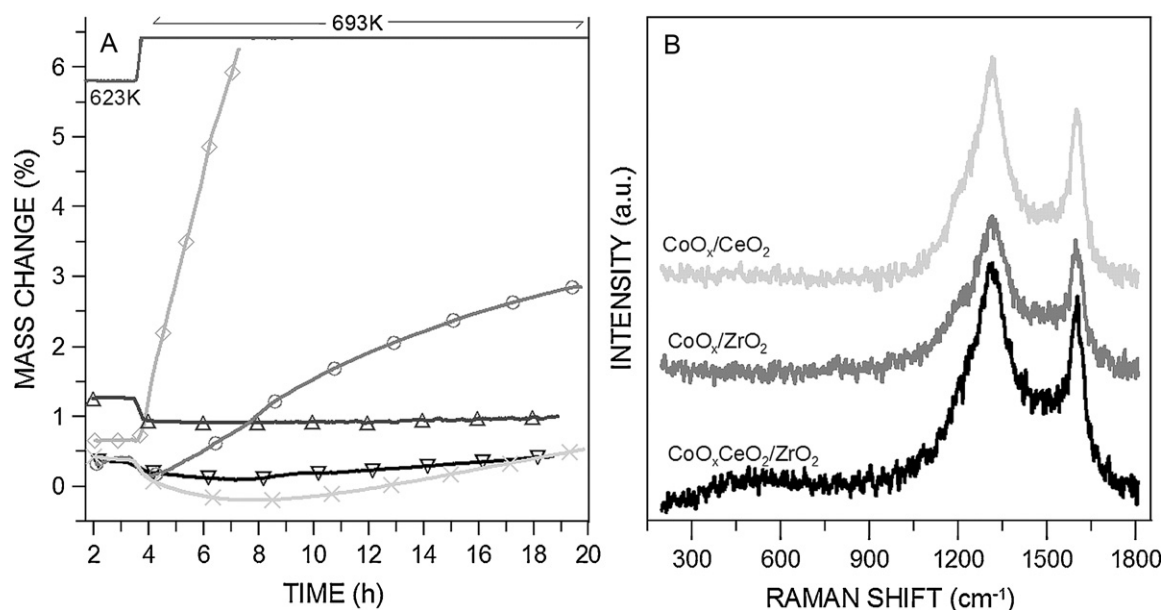 693K
A
623K
6
5
4
3
2
1
0
MASS CHANGE (%)
2 4 6 8 10 12 14 16 18 20
TIME (h)
B
CoOₓ/CeO₂
CoOₓ/ZrO₂
CoOₓCeO₂/ZrO₂
INTENSITY (a.u.)
300 600 900 1200 1500 1800
RAMAN SHIFT (cm⁻¹)